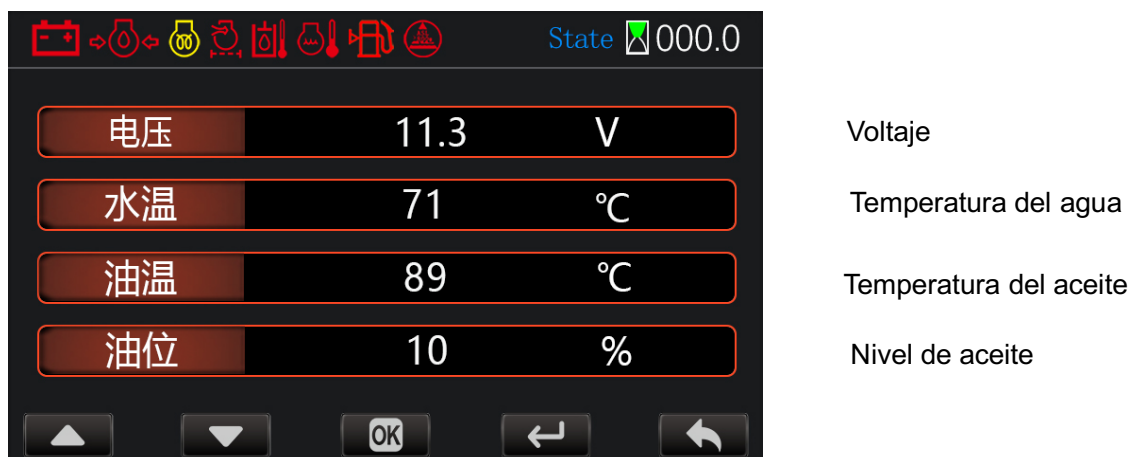 State 000.0
电压 11.3 V Voltaje
水温 71 ℃ Temperatura del agua
油温 89 ℃ Temperatura del aceite
油位 10 % Nivel de aceite
OK